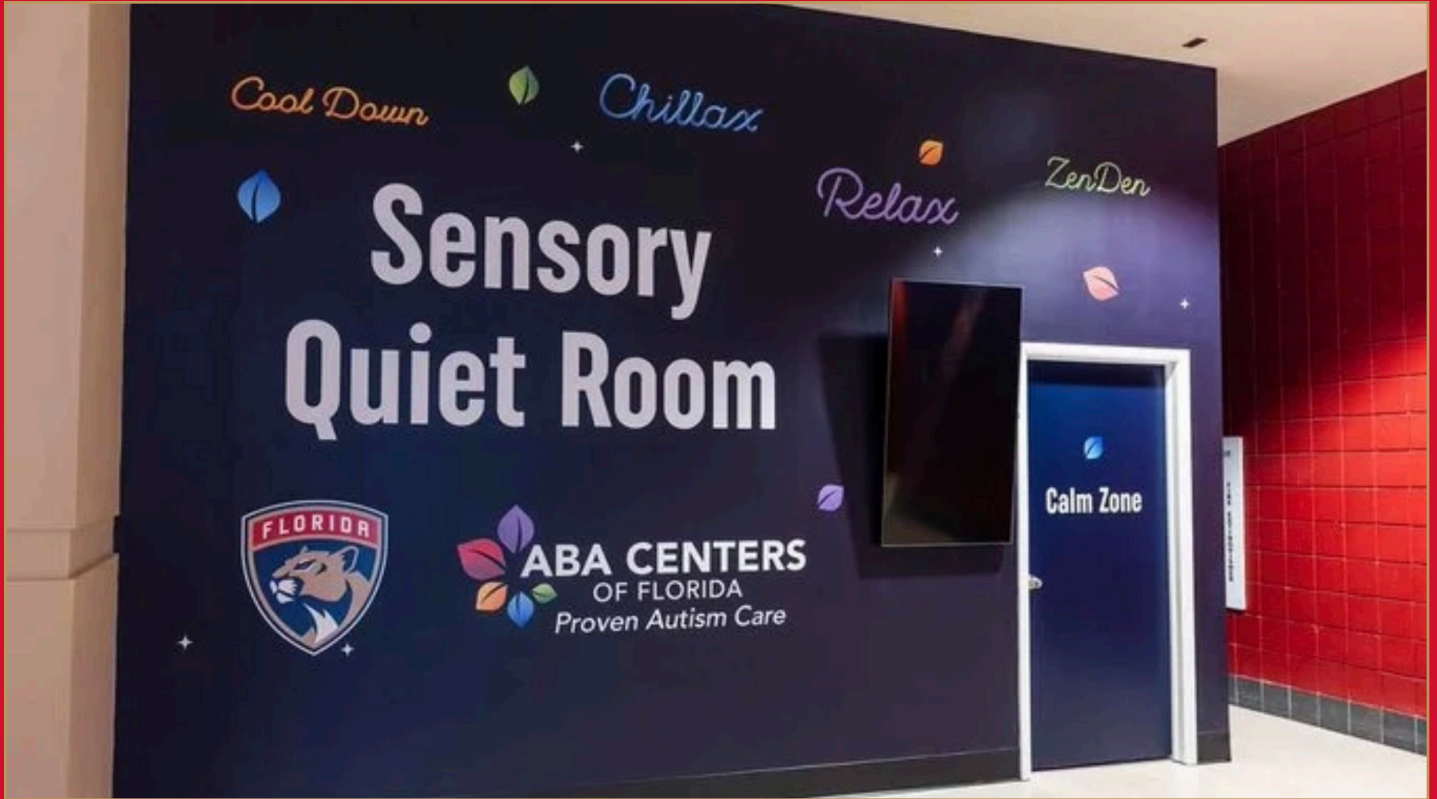 Cool Down
Chillax
Relax
ZenDen
Sensory
Quiet Room
Calm Zone
FLORIDA
ABA CENTERS
OF FLORIDA
Proven Autism Care